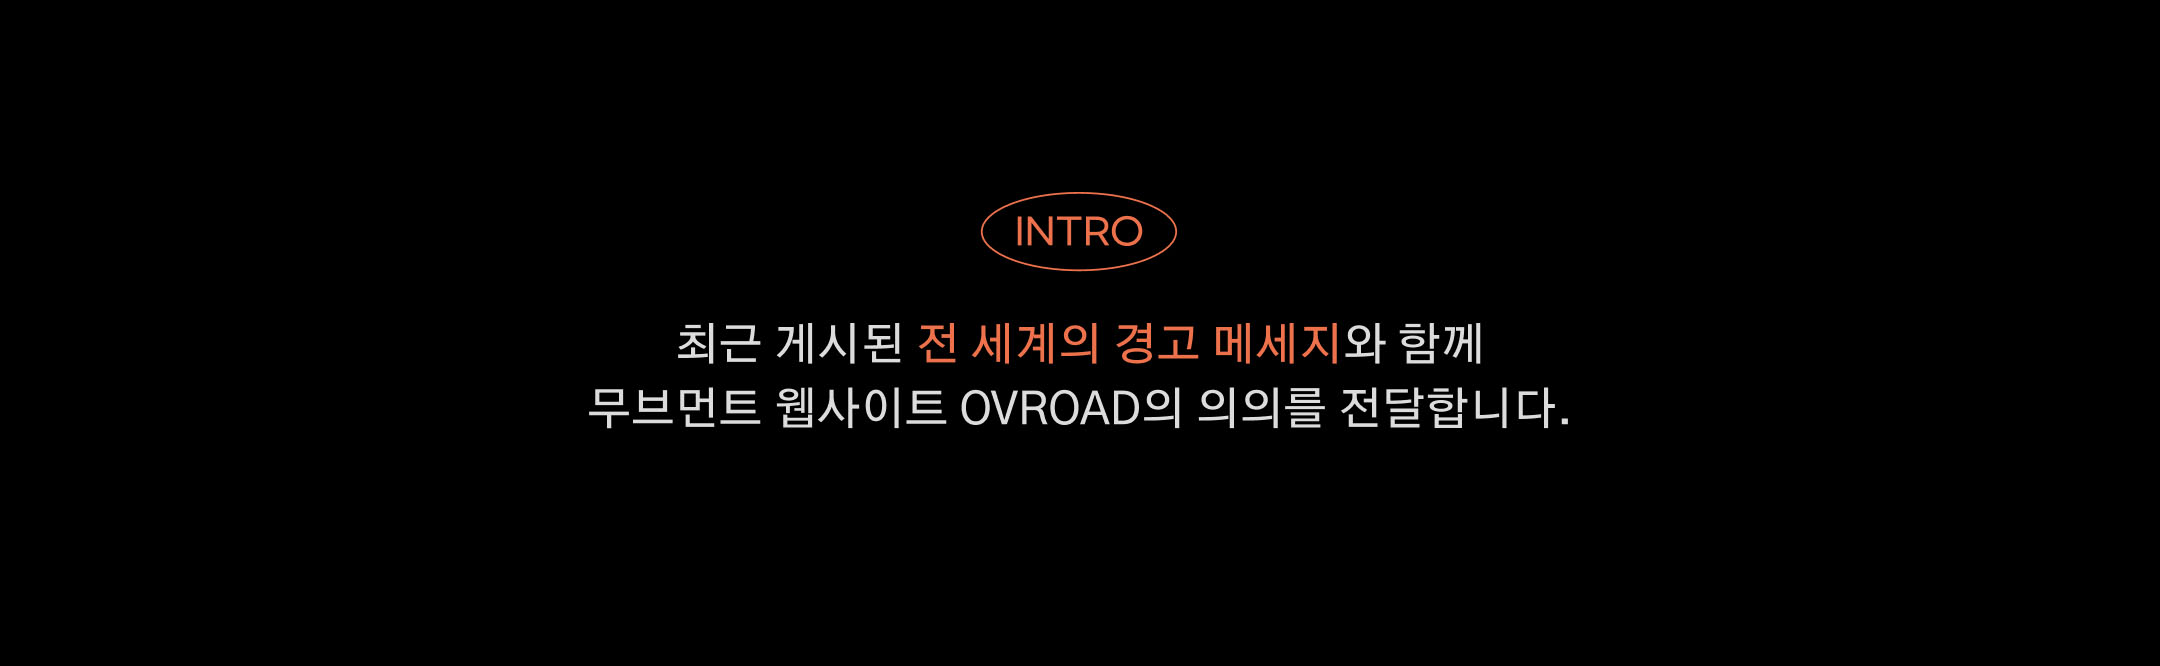 INTRO
최근 게시된 전 세계의 경고 메세지와 함께
무브먼트 웹사이트 OVROAD의 의의를 전달합니다.